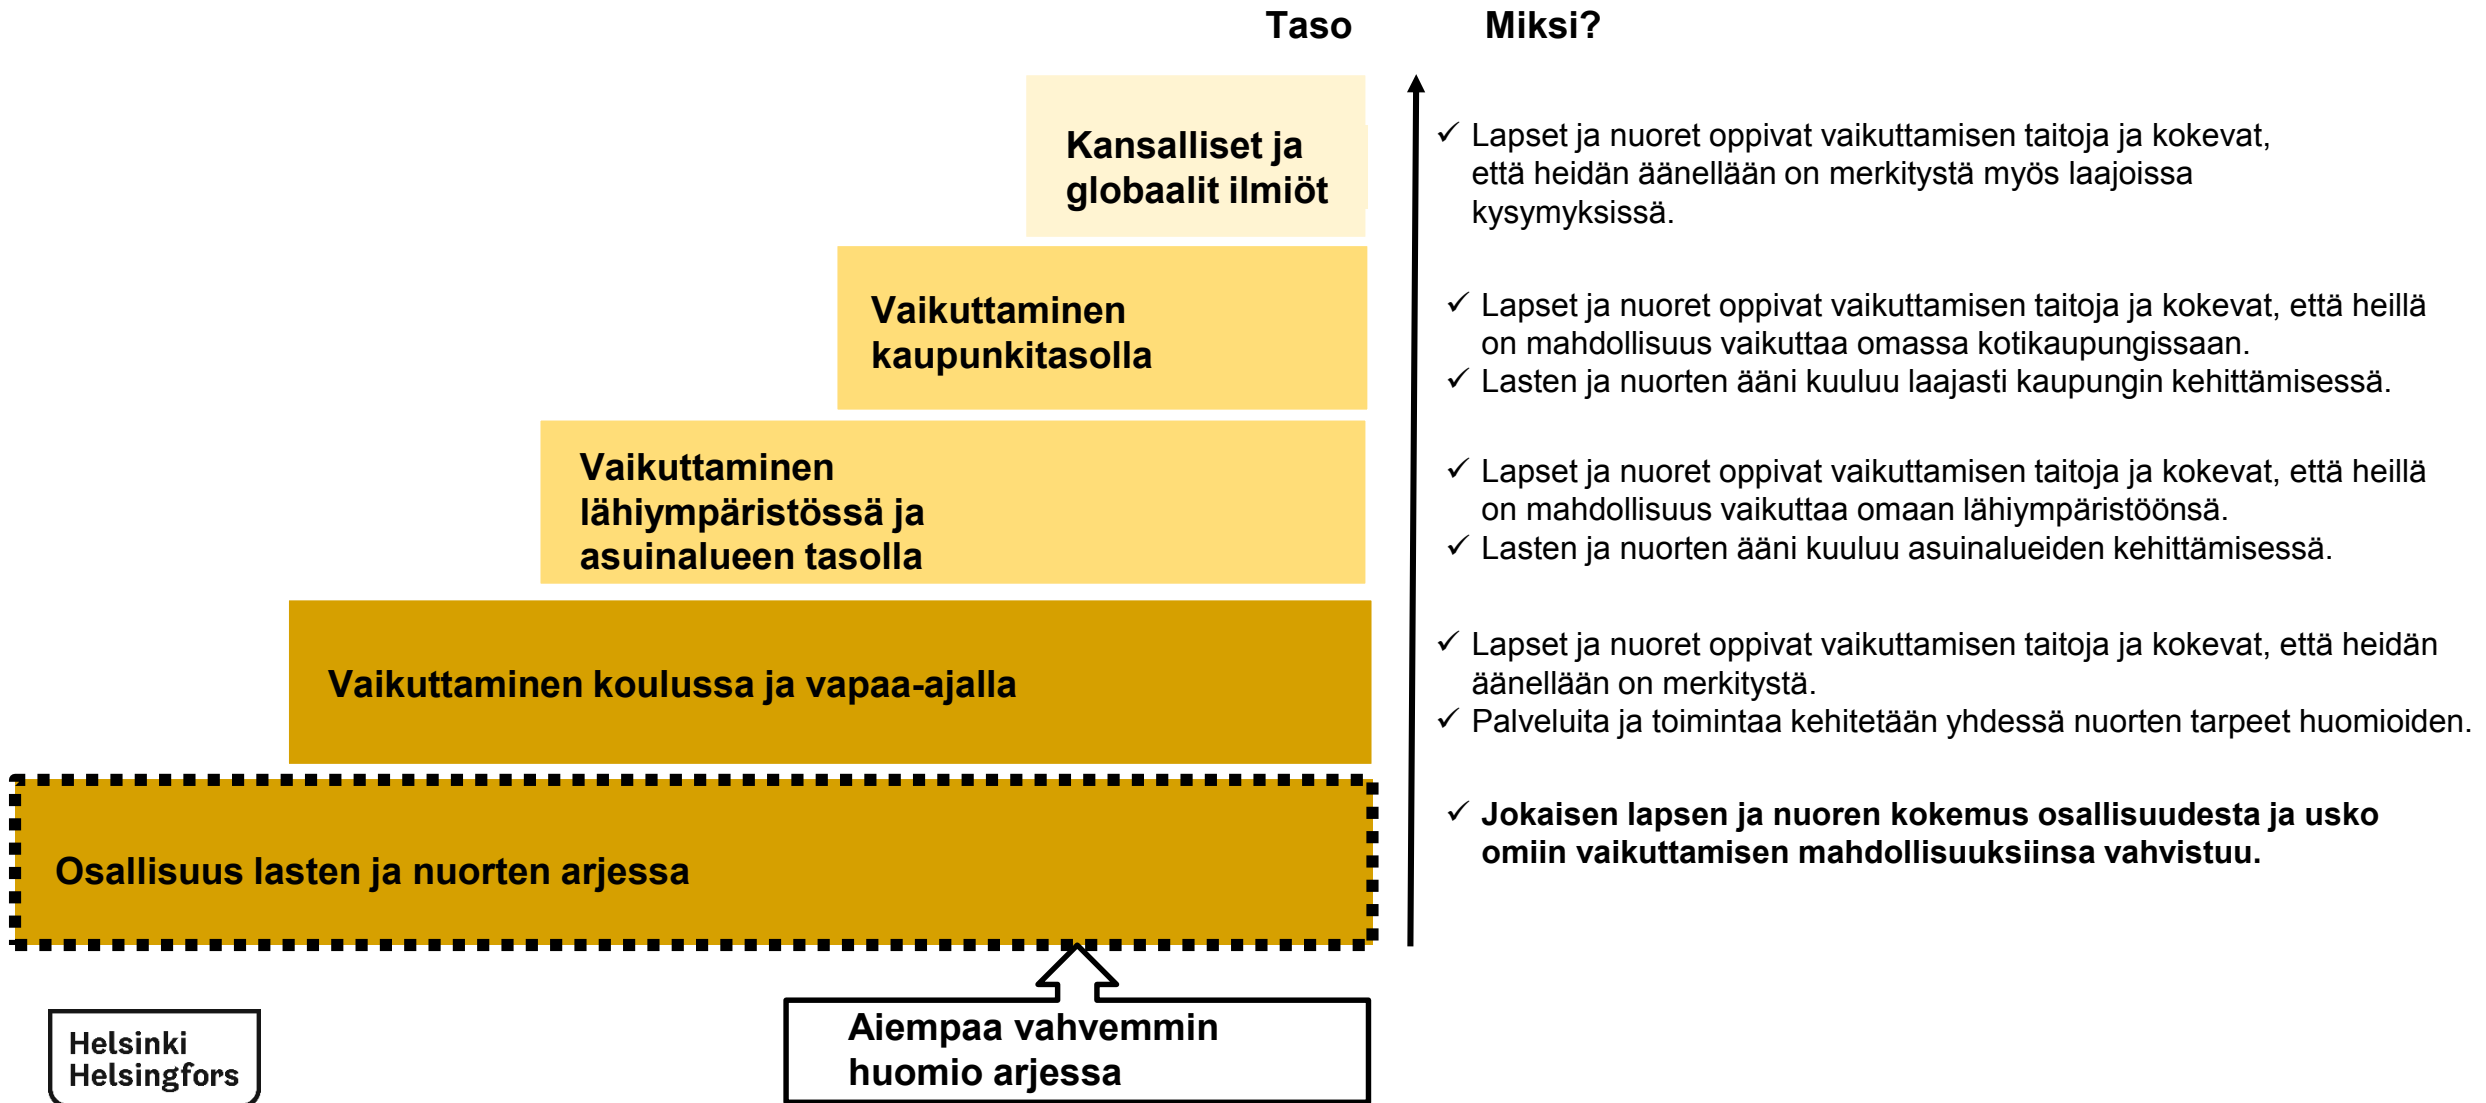 Taso
Miksi?
Kansalliset ja
globaalit ilmiöt
✓ Lapset ja nuoret oppivat vaikuttamisen taitoja ja kokevat,
että heidän äänellään on merkitystä myös laajoissa
kysymyksissä.
Vaikuttaminen
kaupunkitasolla
✓ Lapset ja nuoret oppivat vaikuttamisen taitoja ja kokevat, että heillä
on mahdollisuus vaikuttaa omassa kotikaupungissaan.
✓ Lasten ja nuorten ääni kuuluu laajasti kaupungin kehittämisessä.
Vaikuttaminen
lähiympäristössä ja
asuinalueen tasolla
✓ Lapset ja nuoret oppivat vaikuttamisen taitoja ja kokevat, että heillä
on mahdollisuus vaikuttaa omaan lähiympäristöönsä.
✓ Lasten ja nuorten ääni kuuluu asuinalueiden kehittämisessä.
Vaikuttaminen koulussa ja vapaa-ajalla
✓ Lapset ja nuoret oppivat vaikuttamisen taitoja ja kokevat, että heidän
äänellään on merkitystä.
✓ Palveluita ja toimintaa kehitetään yhdessä nuorten tarpeet huomioiden.
Osallisuus lasten ja nuorten arjessa
✓ Jokaisen lapsen ja nuoren kokemus osallisuudesta ja usko
omiin vaikuttamisen mahdollisuuksiinsa vahvistuu.
Aiempaa vahvemmin
huomio arjessa
Helsinki
Helsingfors